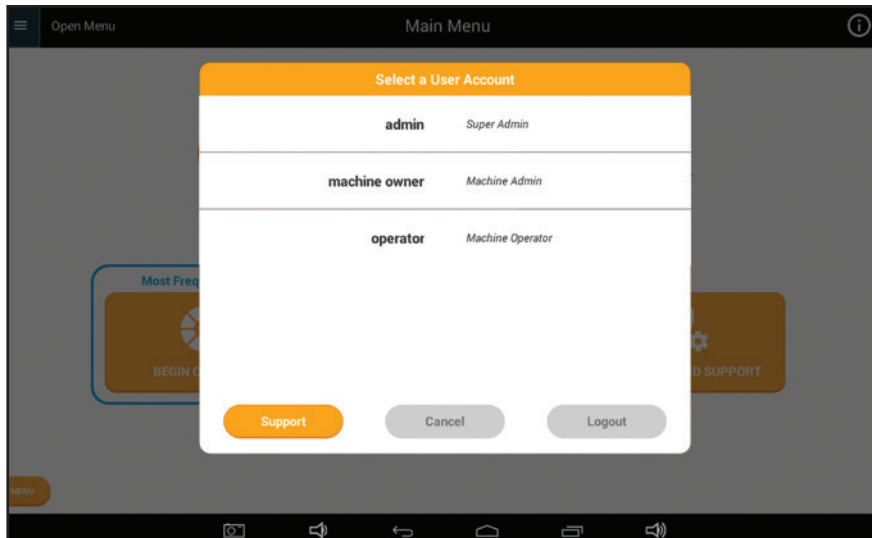 Open Menu
Main Menu
Select a User Account
admin Super Admin
machine owner Machine Admin
operator Machine Operator
Most Freq
BEGIN C
D SUPPORT
Support Cancel Logout
MENU